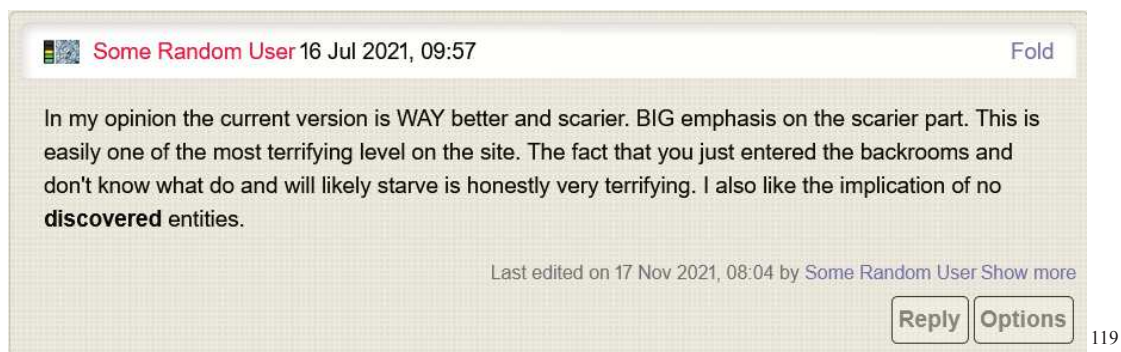 Some Random User 16 Jul 2021, 09:57 Fold
In my opinion the current version is WAY better and scarier. BIG emphasis on the scarier part. This is
easily one of the most terrifying level on the site. The fact that you just entered the backrooms and
don't know what do and will likely starve is honestly very terrifying. I also like the implication of no
discovered entities.
Last edited on 17 Nov 2021, 08:04 by Some Random User Show more
Reply Options
119